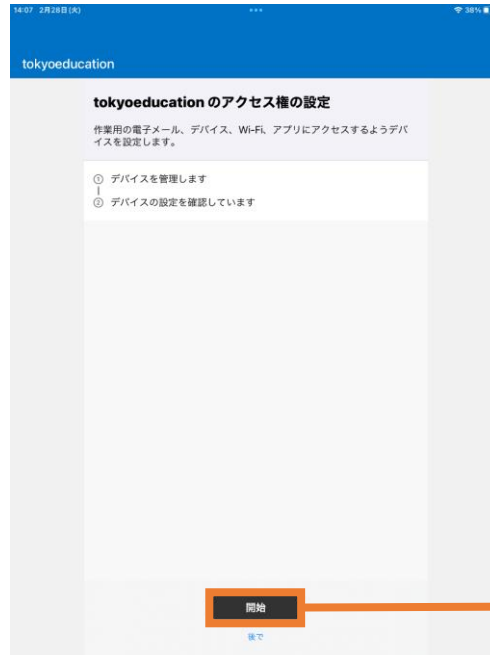 14:07 2月28日(火)
38%
tokyoeducation
tokyoeducation のアクセス権の設定
作業用の電子メール、デバイス、Wi-Fi、アプリにアクセスするようデバ
イスを設定します。
① デバイスを管理します
② デバイスの設定を確認しています
開始
後で